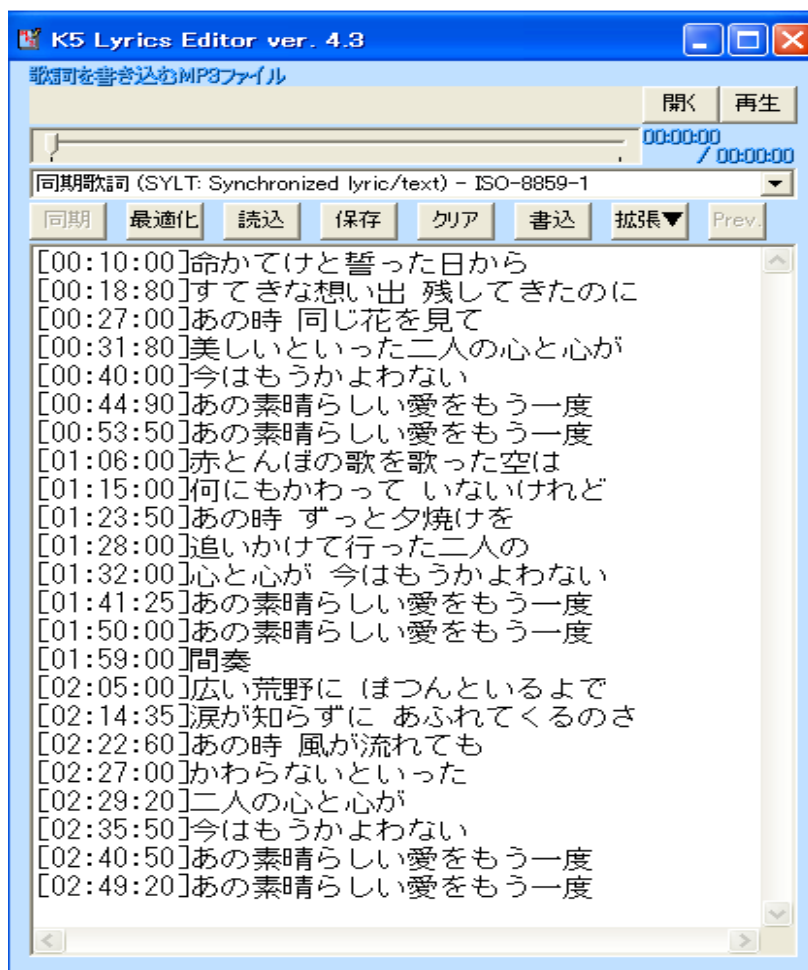 K5 Lyrics Editor ver. 4.3
歌詞を書き込むMP3ファイル
開く 再生
00:00:00
/ 00:00:00
同期歌詞 (SYLT: Synchronized lyric/text) - ISO-8859-1
同期 最適化 読込 保存 クリア 書込 拡張▼ Prev.
[00:10:00]命かてけと誓った日から
[00:18:80]すてきな想い出 残してきたのに
[00:27:00]あの時 同じ花を見て
[00:31:80]美しいといった二人の心と心が
[00:40:00]今はもうかよわない
[00:44:90]あの素晴らしい愛をもう一度
[00:53:50]あの素晴らしい愛をもう一度
[01:06:00]赤とんぼの歌を歌った空は
[01:15:00]何にもかわって いないけれど
[01:23:50]あの時 ずっと夕焼けを
[01:28:00]追いかけて行った二人の
[01:32:00]心と心が 今はもうかよわない
[01:41:25]あの素晴らしい愛をもう一度
[01:50:00]あの素晴らしい愛をもう一度
[01:59:00]間奏
[02:05:00]広い荒野に ぽつんといるよで
[02:14:35]涙が知らずに あふれてくるのさ
[02:22:60]あの時 風が流れても
[02:27:00]かわらないといった
[02:29:20]二人の心と心が
[02:35:50]今はもうかよわない
[02:40:50]あの素晴らしい愛をもう一度
[02:49:20]あの素晴らしい愛をもう一度